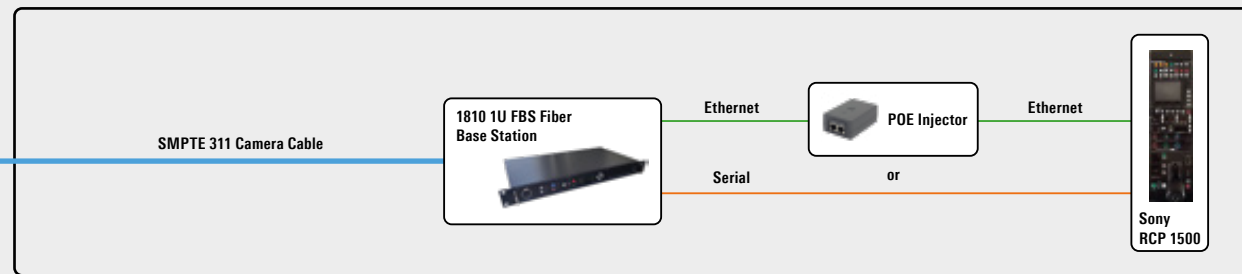 SMPTE 311 Camera Cable
1810 1U FBS Fiber
Base Station
Ethernet
POE Injector
Ethernet
Serial
or
Sony
RCP 1500